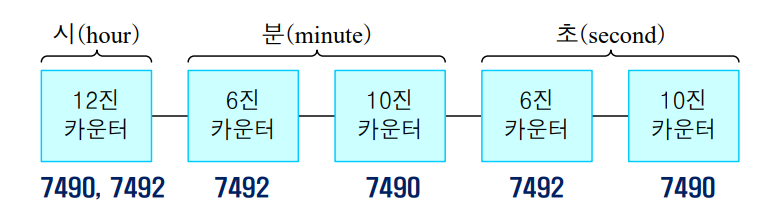 시(hour) 분(minute) 초(second)
12진 카운터
6진 카운터
10진 카운터
6진 카운터
10진 카운터
7490, 7492 7492 7490 7492 7490